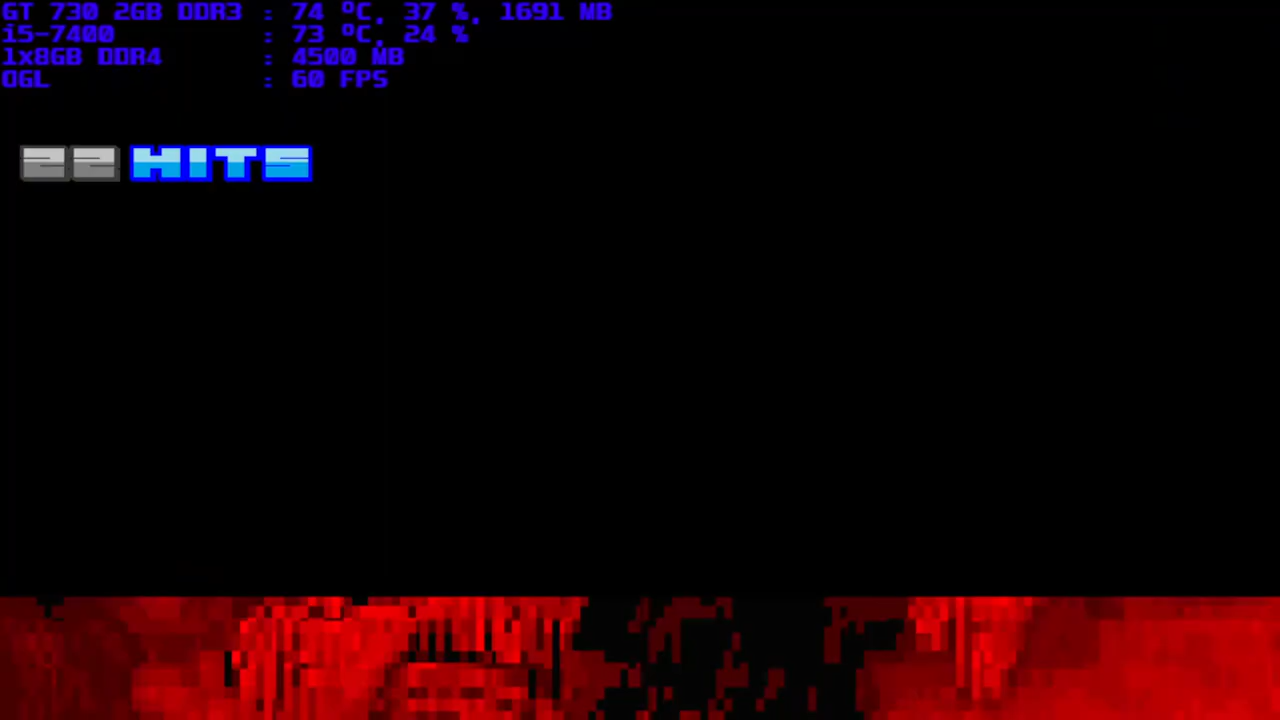 GT 730 2GB DDR3 : 74 ºC, 37 %, 1691 MB
i5-7400 : 73 ºC, 24 %
1x8GB DDR4 : 4500 MB
OGL : 60 FPS
22 HITS